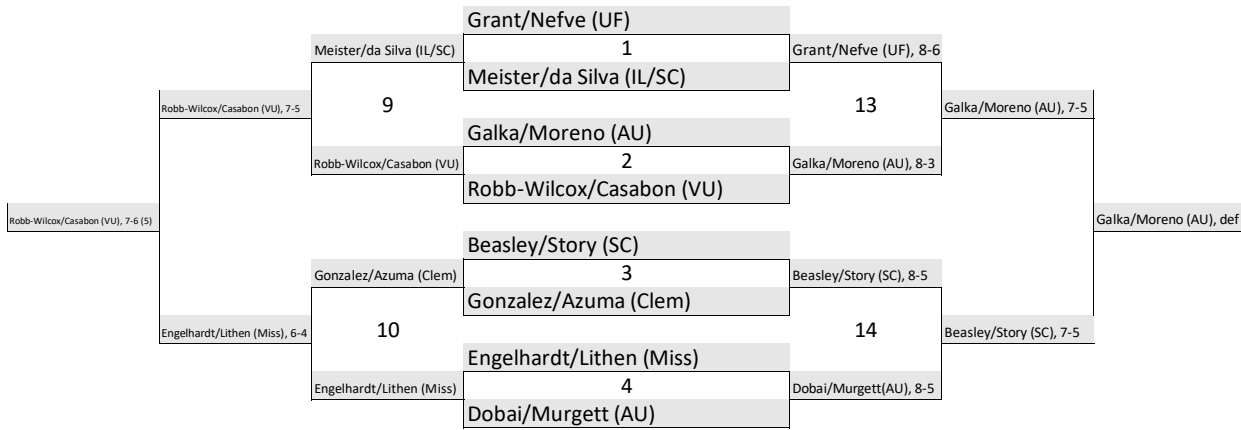 Grant/Nefve (UF)
Meister/da Silva (IL/SC)
1
Grant/Nefve (UF), 8-6
Meister/da Silva (IL/SC)
Robb-Wilcox/Casabon (VU), 7-5
9
13
Galka/Moreno (AU), 7-5
Galka/Moreno (AU)
Robb-Wilcox/Casabon (VU)
2
Galka/Moreno (AU), 8-3
Robb-Wilcox/Casabon (VU)
Robb-Wilcox/Casabon (VU), 7-6 (5)
Galka/Moreno (AU), def
Beasley/Story (SC)
Gonzalez/Azuma (Clem)
3
Beasley/Story (SC), 8-5
Gonzalez/Azuma (Clem)
Engelhardt/Lithen (Miss), 6-4
10
14
Beasley/Story (SC), 7-5
Engelhardt/Lithen (Miss)
Engelhardt/Lithen (Miss)
4
Dobai/Murgett(AU), 8-5
Dobai/Murgett (AU)